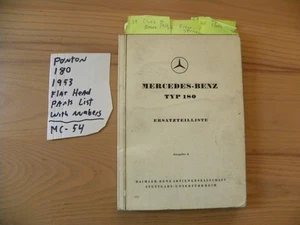 PONTON
180
1953
FLAT HEAD
PARTS LIST
WITH NUMBERS
MC-54
MERCEDES-BENZ
TYP 180
ERSATZTEILLISTE
Ausgabe A
DAIMLER-BENZ AKTIENGESELLSCHAFT
STUTTGART-UNTERTÜRKHEIM